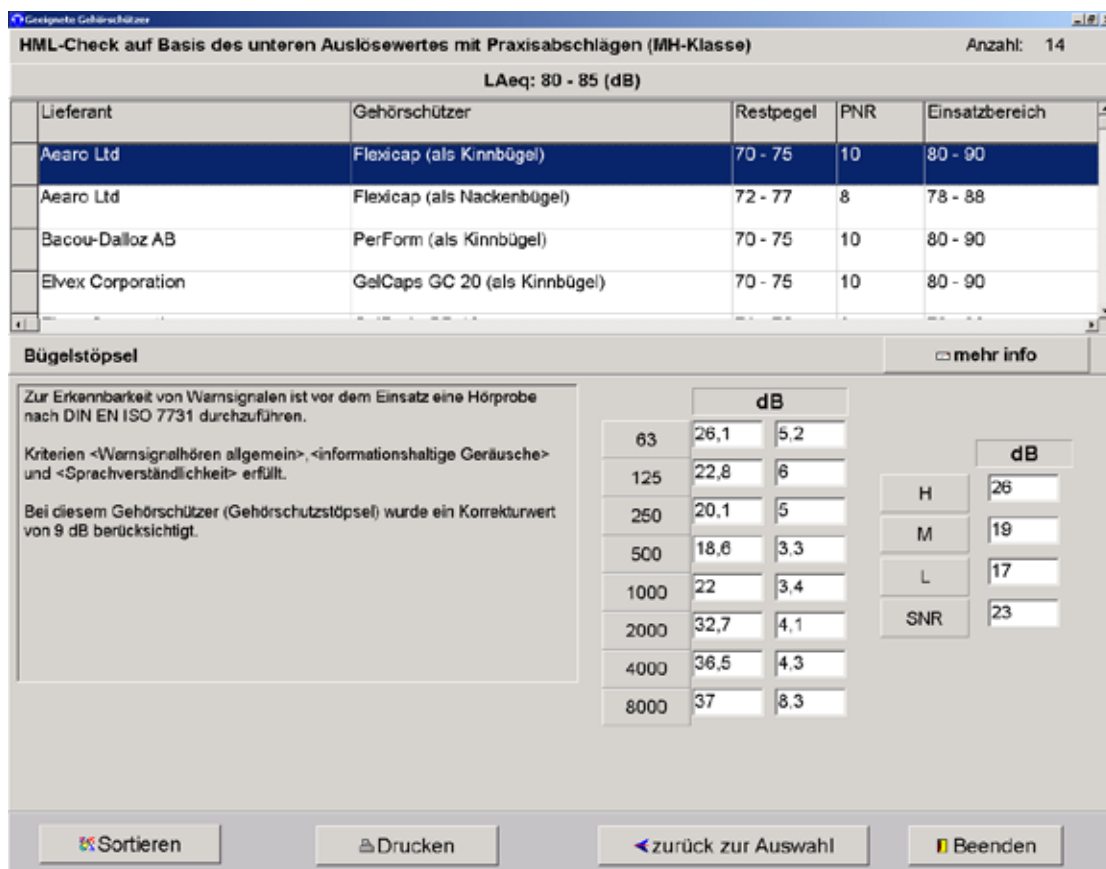 Geeignete Gehörschützer
HML-Check auf Basis des unteren Auslösewertes mit Praxisabschlägen (MH-Klasse) Anzahl: 14
LAeq: 80 - 85 (dB)
Lieferant Gehörschützer Restpegel PNR Einsatzbereich
Aearo Ltd Flexicap (als Kinnbügel) 70 - 75 10 80 - 90
Aearo Ltd Flexicap (als Nackenbügel) 72 - 77 8 78 - 88
Bacou-Dalloz AB PerForm (als Kinnbügel) 70 - 75 10 80 - 90
Elvex Corporation GelCaps GC 20 (als Kinnbügel) 70 - 75 10 80 - 90
Bügelstöpsel mehr info
Zur Erkennbarkeit von Warnsignalen ist vor dem Einsatz eine Hörprobe
nach DIN EN ISO 7731 durchzuführen.
Kriterien <Warnsignalhören allgemein>,<informationshaltige Geräusche>
und <Sprachverständlichkeit> erfüllt.
Bei diesem Gehörschützer (Gehörschutzstöpsel) wurde ein Korrekturwert
von 9 dB berücksichtigt.
dB
63 26,1 5,2
125 22,8 6
250 20,1 5
500 18,6 3,3
1000 22 3,4
2000 32,7 4,1
4000 36,5 4,3
8000 37 8,3
dB
H 26
M 19
L 17
SNR 23
Sortieren Drucken zurück zur Auswahl Beenden